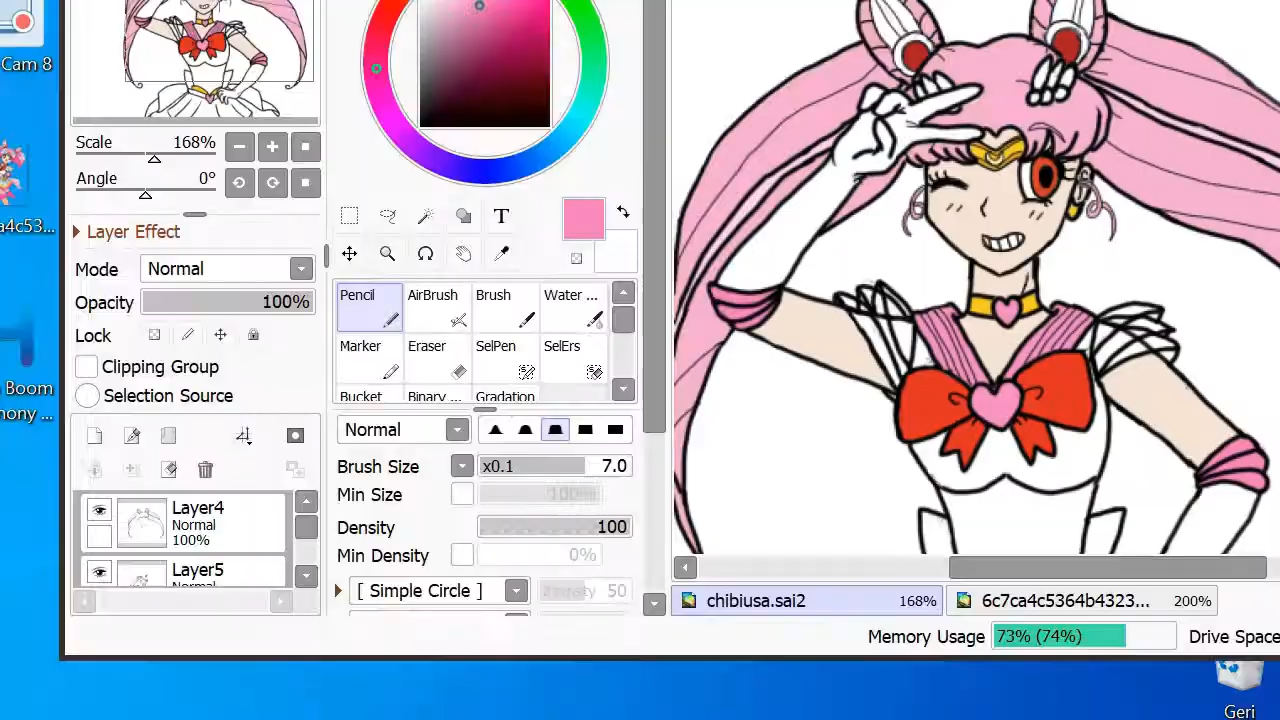 Cam 8
a4c53...
Boom
nony ...
Scale 168%
Angle 0°
Layer Effect
Mode Normal
Opacity 100%
Lock
Clipping Group
Selection Source
Layer4
Normal
100%
Layer5
Normal
T
Pencil AirBrush Brush Water ...
Marker Eraser SelPen SelErs
Bucket Binary ... Gradation
Normal
Brush Size x0.1 7.0
Min Size 100%
Density 100
Min Density 0%
[ Simple Circle ] 50
chibiusa.sai2 168%
6c7ca4c5364b4323... 200%
Memory Usage 73% (74%) Drive Space
Geri